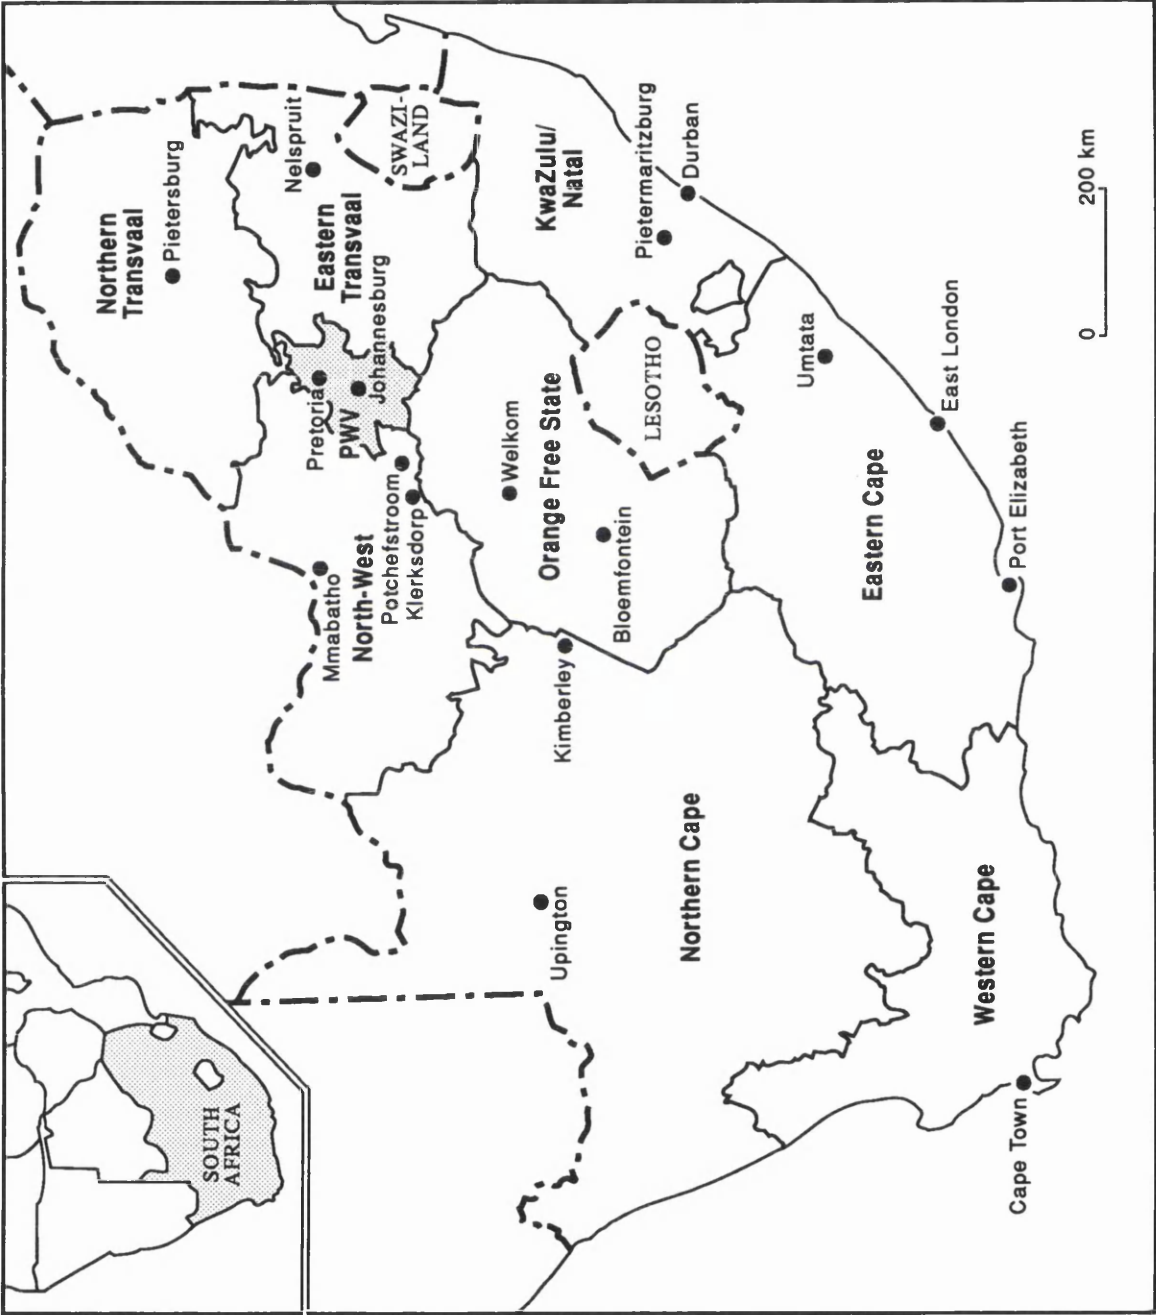 SOUTH
AFRICA
Northern
Transvaal
Pietersburg
Nelspruit
Eastern
Transvaal
SWAZI-
LAND
Pretoria
PWV
Johannesburg
Mmabatho
North-West
Potchefstroom
Klerksdorp
KwaZulu/
Natal
Pietermaritzburg
Durban
Welkom
Orange Free State
Bloemfontein
LESOTHO
Kimberley
Upington
Northern Cape
Umtata
Eastern Cape
East London
Port Elizabeth
Western Cape
Cape Town
0 200 km